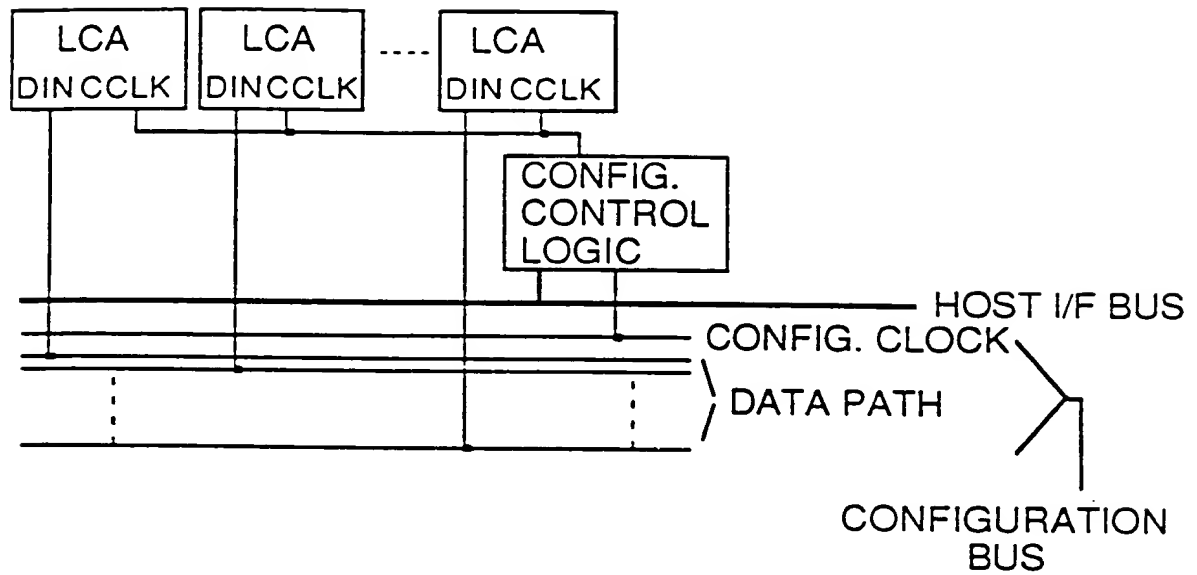 LCA LCA LCA
DIN CCLK DIN CCLK DIN CCLK
CONFIG.
CONTROL
LOGIC
HOST I/F BUS
CONFIG. CLOCK
DATA PATH
CONFIGURATION
BUS